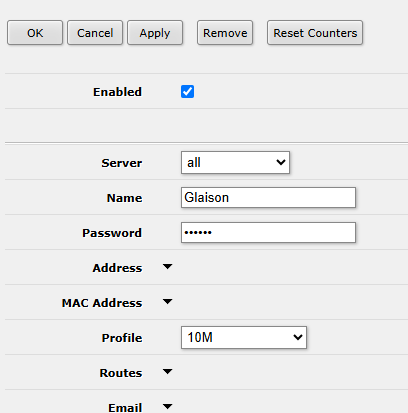 OK Cancel Apply Remove Reset Counters
Enabled
Server all
Name Glaison
Password ••••••
Address
MAC Address
Profile 10M
Routes
Email